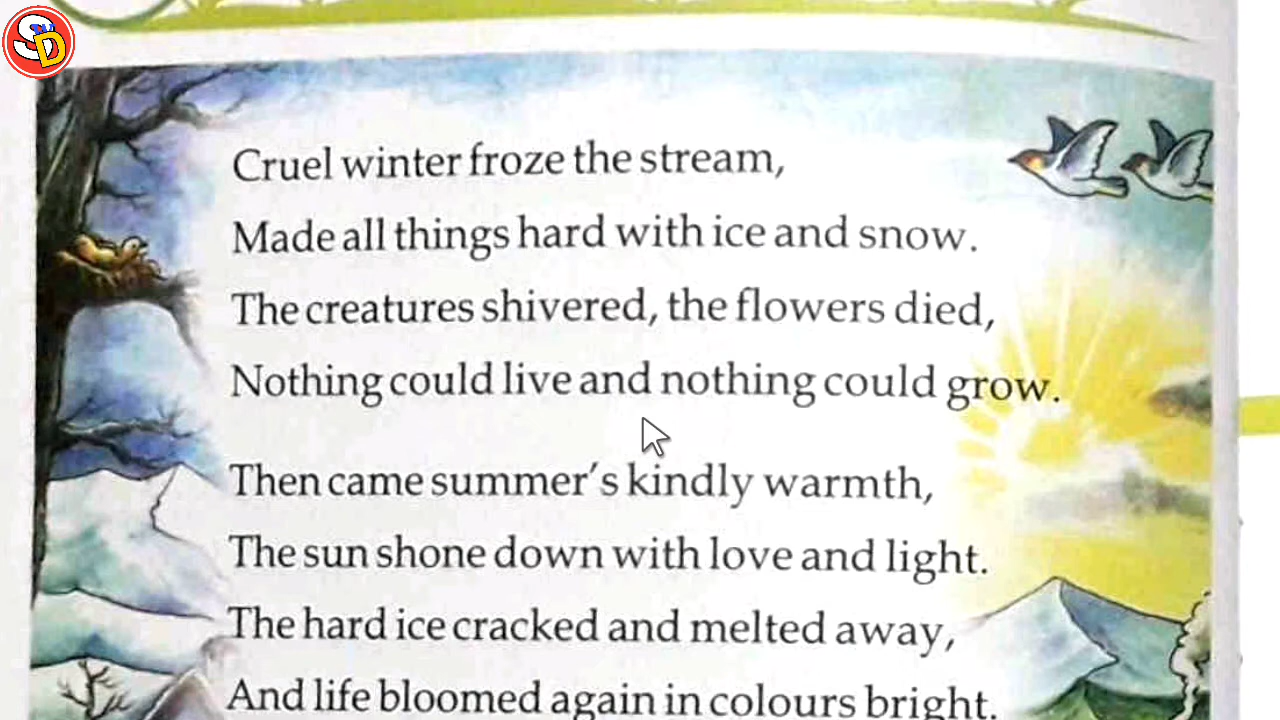 SD
Cruel winter froze the stream,
Made all things hard with ice and snow.
The creatures shivered, the flowers died,
Nothing could live and nothing could grow.
Then came summer's kindly warmth,
The sun shone down with love and light.
The hard ice cracked and melted away,
And life bloomed again in colours bright.